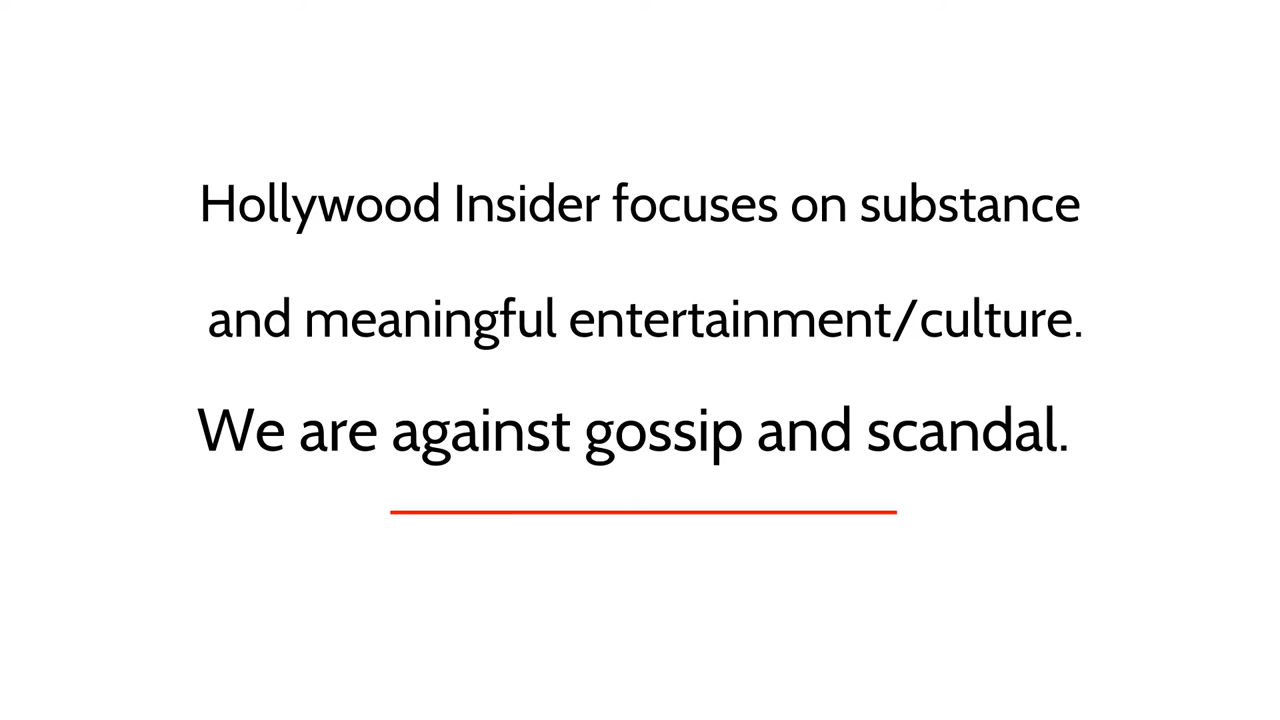 Hollywood Insider focuses on substance
and meaningful entertainment/culture.
We are against gossip and scandal.